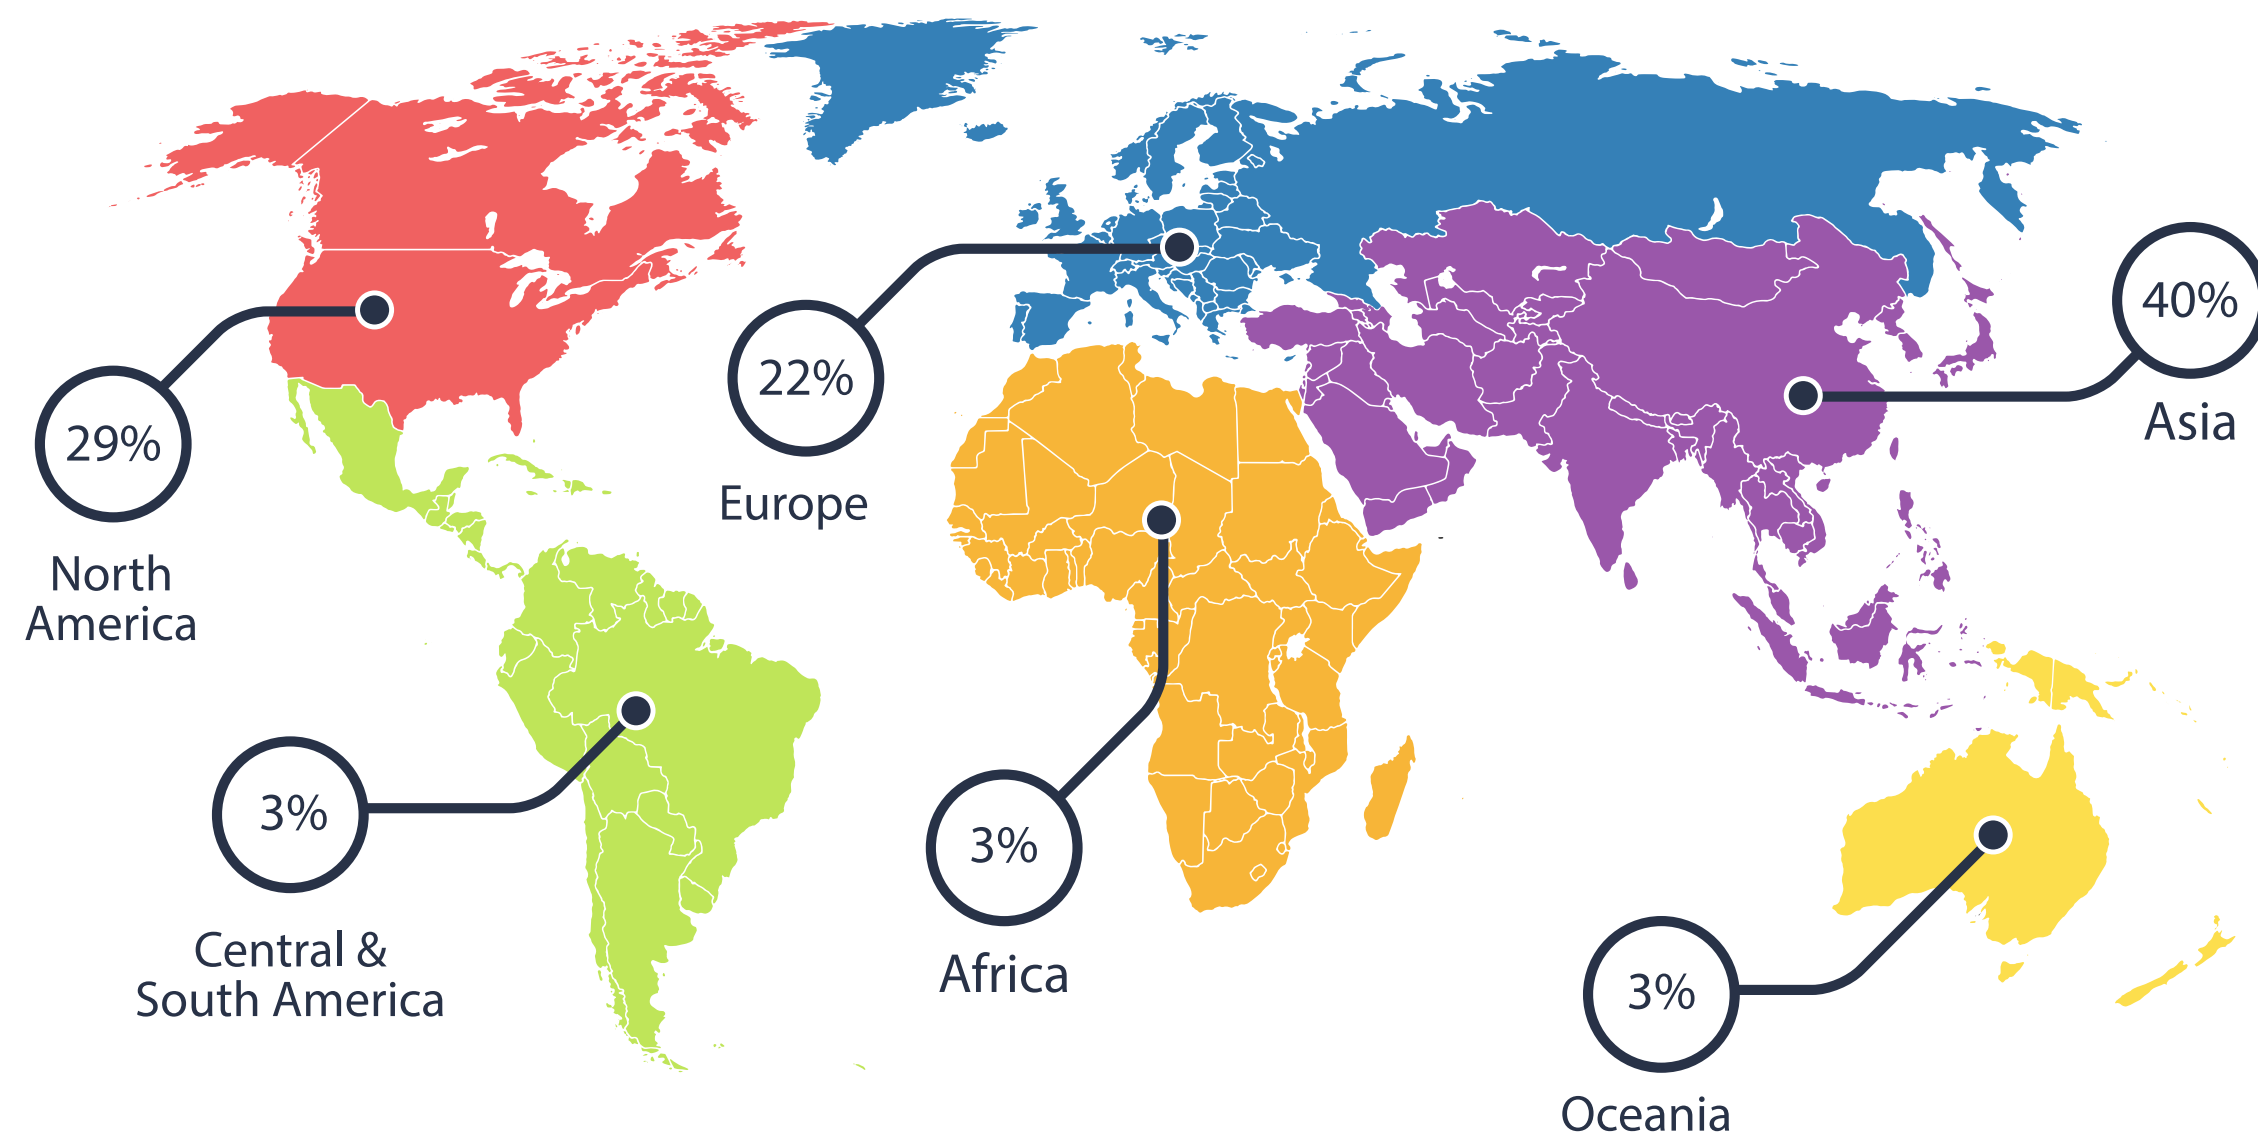 29%
North
America
22%
Europe
40%
Asia
3%
Central &
South America
3%
Africa
3%
Oceania